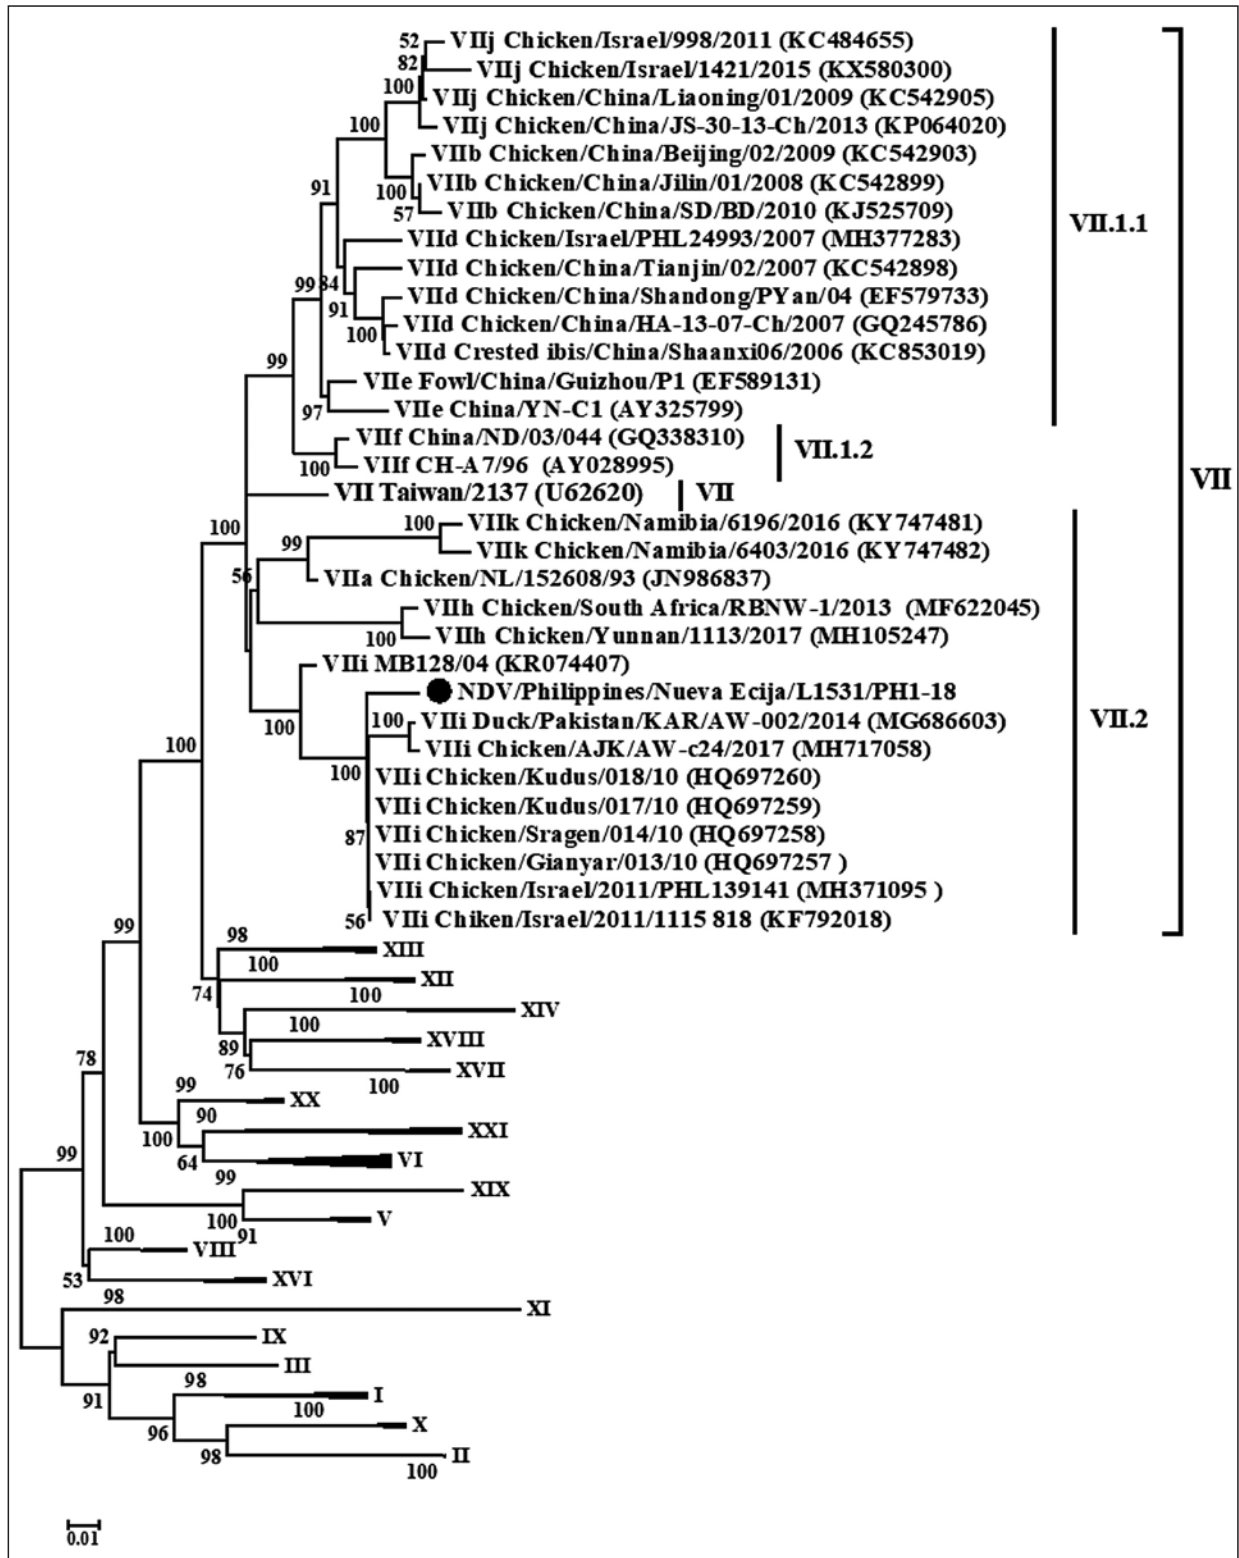 52
VIIj Chicken/Israel/998/2011 (KC484655)
82
VIIj Chicken/Israel/1421/2015 (KX580300)
100
VIIj Chicken/China/Liaoning/01/2009 (KC542905)
100
VIIj Chicken/China/JS-30-13-Ch/2013 (KP064020)
VIIb Chicken/China/Beijing/02/2009 (KC542903)
91
100
VIIb Chicken/China/Jilin/01/2008 (KC542899)
57
VIIb Chicken/China/SD/BD/2010 (KJ525709)
VII.1.1
VIId Chicken/Israel/PHL24993/2007 (MH377283)
VIId Chicken/China/Tianjin/02/2007 (KC542898)
99
84
VIId Chicken/China/Shandong/PYan/04 (EF579733)
91
VIId Chicken/China/HA-13-07-Ch/2007 (GQ245786)
100
VIId Crested ibis/China/Shaanxi06/2006 (KC853019)
99
VIIe Fowl/China/Guizhou/P1 (EF589131)
97
VIIe China/YN-C1 (AY325799)
VIIf China/ND/03/044 (GQ338310)
VII.1.2
100
VIIf CH-A7/96 (AY028995)
VII
VII Taiwan/2137 (U62620)
VII
100
100
VIIk Chicken/Namibia/6196/2016 (KY747481)
99
VIIk Chicken/Namibia/6403/2016 (KY747482)
56
VIIa Chicken/NL/152608/93 (JN986837)
VIIh Chicken/South Africa/RBNW-1/2013 (MF622045)
100
VIIh Chicken/Yunnan/1113/2017 (MH105247)
VIIi MB128/04 (KR074407)
NDV/Philippines/Nueva Ecija/L1531/PH1-18
100
100
VIIi Duck/Pakistan/KAR/AW-002/2014 (MG686603)
VII.2
100
VIIi Chicken/AJK/AW-c24/2017 (MH717058)
100
VIIi Chicken/Kudus/018/10 (HQ697260)
VIIi Chicken/Kudus/017/10 (HQ697259)
87
VIIi Chicken/Sragen/014/10 (HQ697258)
VIIi Chicken/Gianyar/013/10 (HQ697257 )
VIIi Chicken/Israel/2011/PHL139141 (MH371095 )
56
VIIi Chiken/Israel/2011/1115 818 (KF792018)
99
98
XIII
100
XII
74
100
XIV
100
XVIII
89
78
76
XVII
100
99
XX
90
100
XXI
99
64
VI
99
XIX
100
V
91
100
VIII
53
XVI
98
XI
92
IX
III
98
91
I
100
96
X
98
II
100
0.01